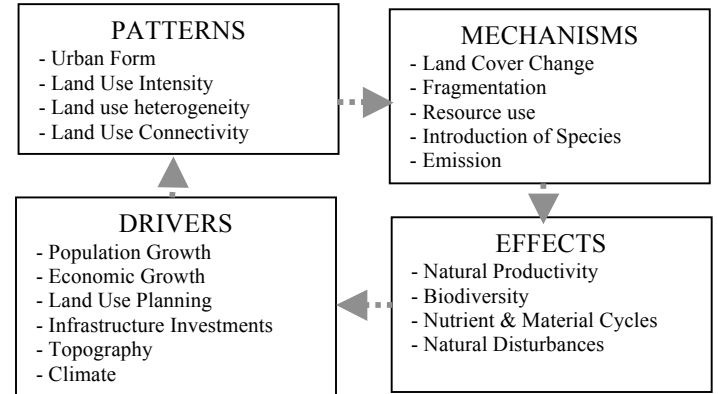 PATTERNS
- Urban Form
- Land Use Intensity
- Land use heterogeneity
- Land Use Connectivity
MECHANISMS
- Land Cover Change
- Fragmentation
- Resource use
- Introduction of Species
- Emission
DRIVERS
- Population Growth
- Economic Growth
- Land Use Planning
- Infrastructure Investments
- Topography
- Climate
EFFECTS
- Natural Productivity
- Biodiversity
- Nutrient & Material Cycles
- Natural Disturbances